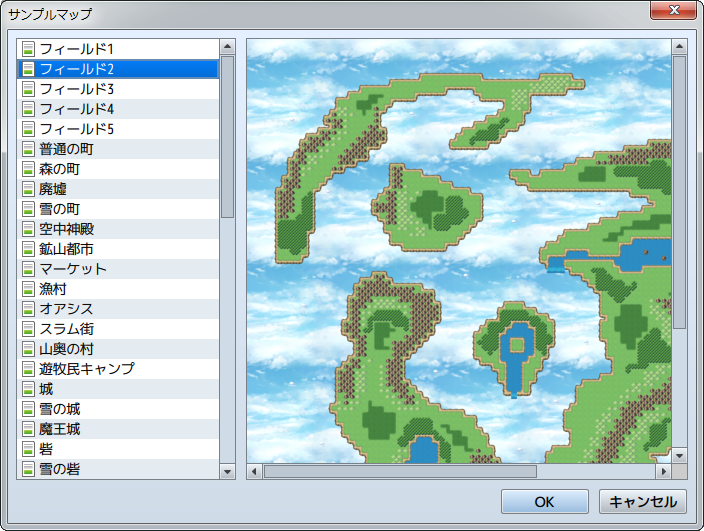 サンプルマップ
フィールド1
フィールド2
フィールド3
フィールド4
フィールド5
普通の町
森の町
廃墟
雪の町
空中神殿
鉱山都市
マーケット
漁村
オアシス
スラム街
山奥の村
遊牧民キャンプ
城
雪の城
魔王城
砦
雪の砦
OK
キャンセル